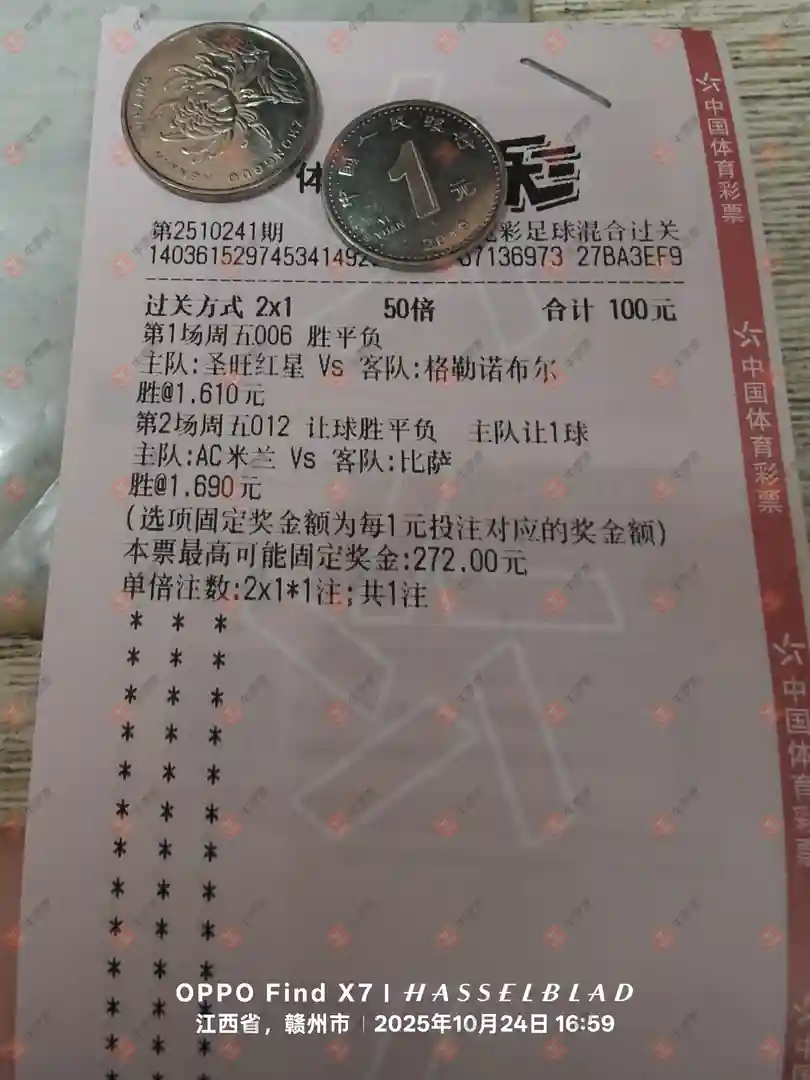 中国人民银行
1元
YI YUAN
体 彩
第2510241期 彩足球混合过关
14036152974534149 7136973 27BA3EF9
过关方式 2x1 50倍 合计 100元
第1场周五006 胜平负
主队:圣旺红星 Vs 客队:格勒诺布尔
胜@1.610元
第2场周五012 让球胜平负 主队让1球
主队:AC米兰 Vs 客队:比萨
胜@1.690元
(选项固定奖金额为每1元投注对应的奖金额)
本票最高可能固定奖金:272.00元
单倍注数:2x1*1注;共1注
* * *
* * *
* * *
* * *
* * *
* * *
* * *
* * *
* * *
* * *
* * *
* * *
中国体育彩票
中国体育彩票
中国体育彩票
OPPO Find X7 | HASSELBLAD
江西省，赣州市 | 2025年10月24日 16:59